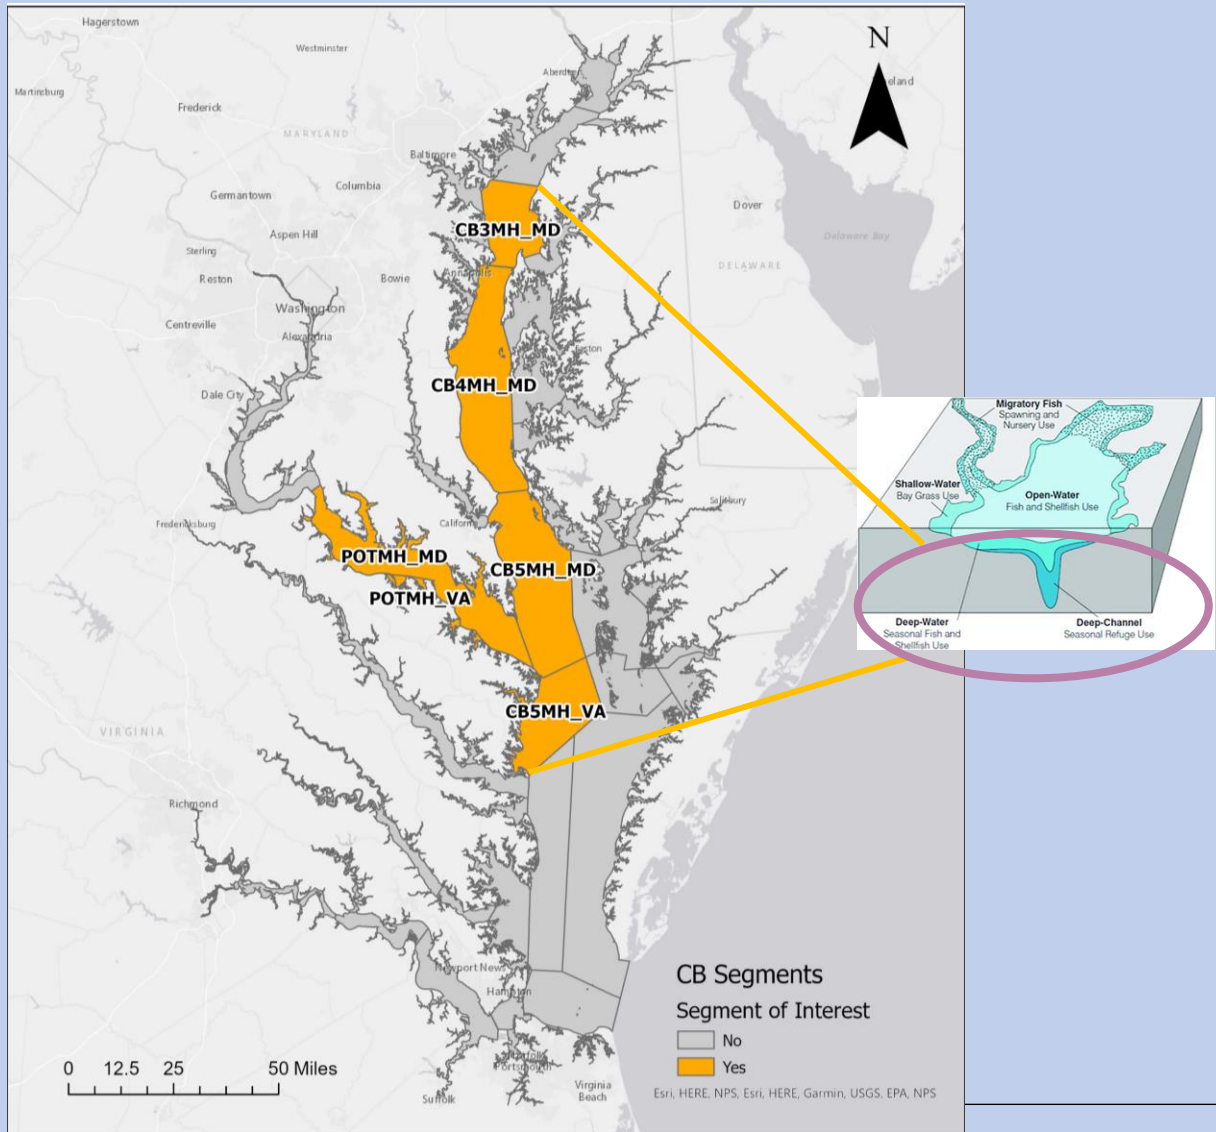 Hagerstown
Westminster
Martinsburg
Aberdeen
eland
Frederick
MARYLAND
Baltimore
Columbia
Germantown
Dover
CB3MH_MD
Aspen Hill
Delaware Bay
Sterling
DELAWARE
Reston
Bowie
Annapolis
Washington
Centreville
Alexandria
Easton
CB4MH_MD
Dale City
Salisbury
Fredericksburg
California
POTMH_MD
CB5MH_MD
POTMH_VA
CB5MH_VA
VIRGINIA
Richmond
Newport News
Hampton
Norfolk
Portsmouth
Virginia
Beach
Suffolk
N
Migratory Fish
Spawning and
Nursery Use
Shallow-Water
Bay Grass Use
Open-Water
Fish and Shellfish Use
Deep-Water
Seasonal Fish and
Shellfish Use
Deep-Channel
Seasonal Refuge Use
CB Segments
Segment of Interest
No
Yes
0 12.5 25 50 Miles
Esri, HERE, NPS, Esri, HERE, Garmin, USGS, EPA, NPS